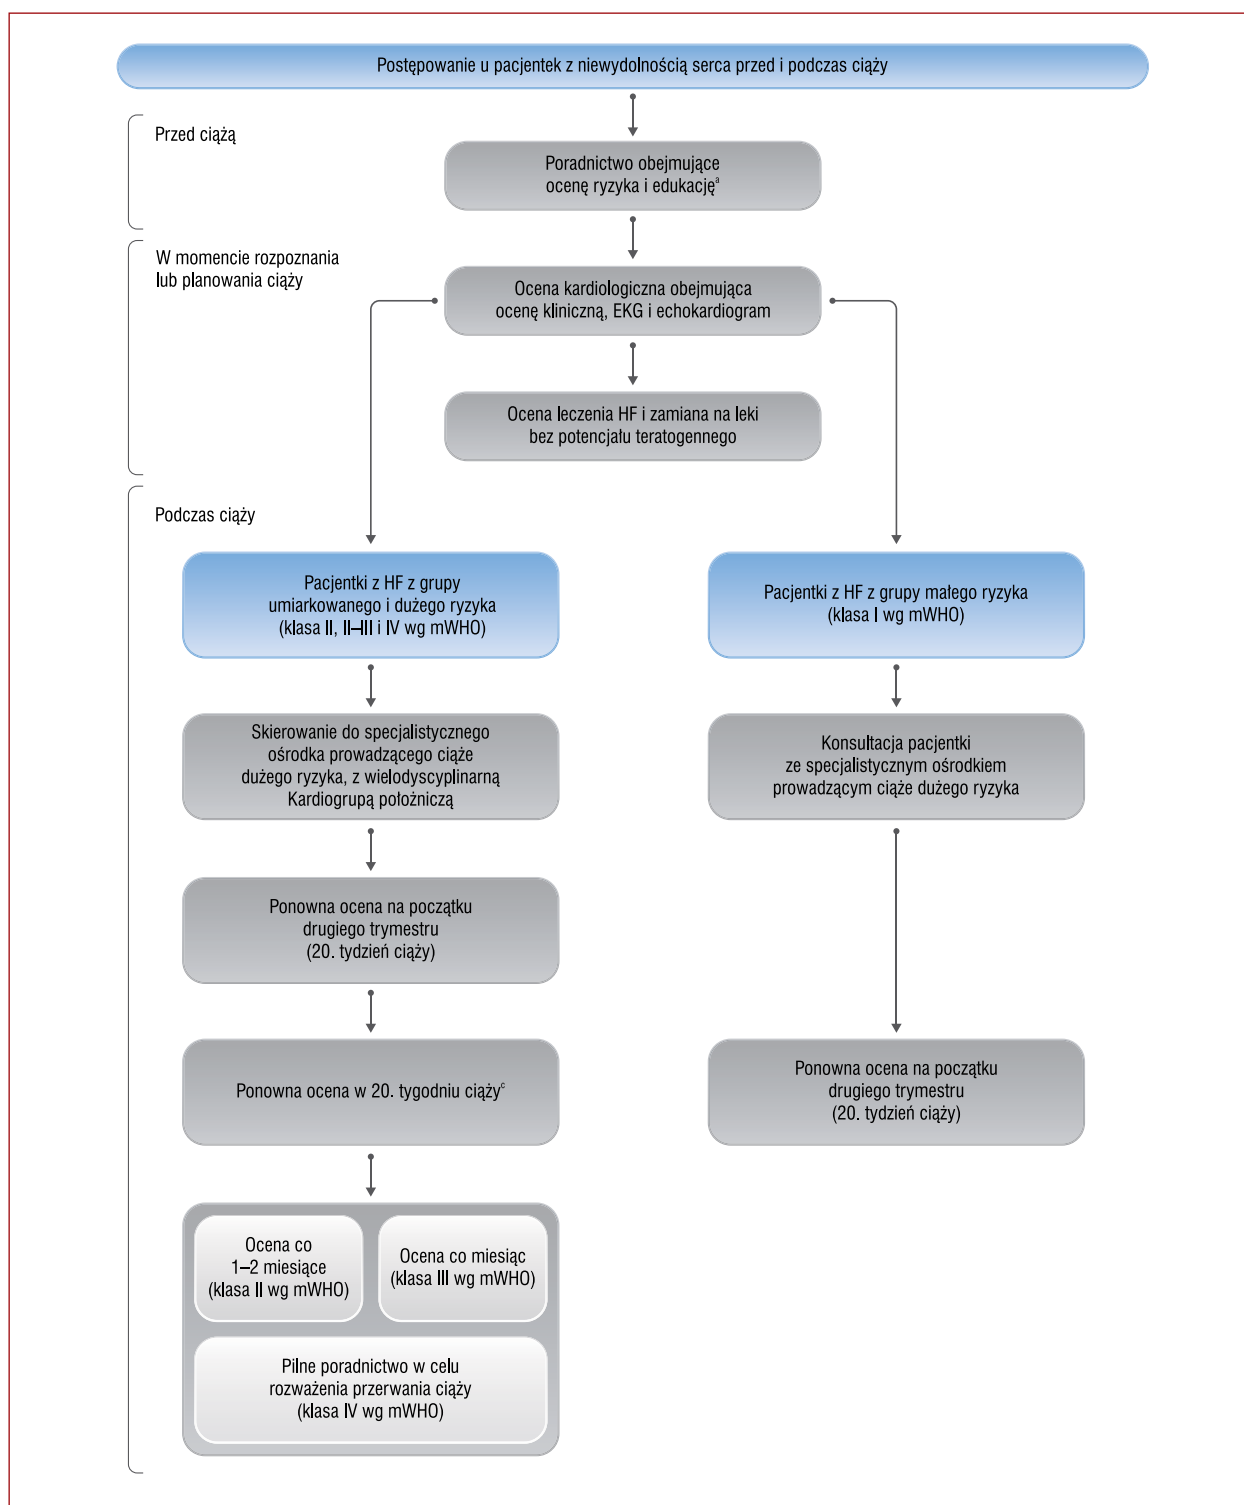 Postępowanie u pacjentek z niewydolnością serca przed i podczas ciąży
Przed ciążą
Poradnictwo obejmujące
ocenę ryzyka i edukacjęᵃ
W momencie rozpoznania
lub planowania ciąży
Ocena kardiologiczna obejmująca
ocenę kliniczną, EKG i echokardiogram
Ocena leczenia HF i zamiana na leki
bez potencjału teratogennego
Podczas ciąży
Pacjentki z HF z grupy
umiarkowanego i dużego ryzyka
(klasa II, II–III i IV wg mWHO)
Pacjentki z HF z grupy małego ryzyka
(klasa I wg mWHO)
Skierowanie do specjalistycznego
ośrodka prowadzącego ciąże
dużego ryzyka, z wielodyscyplinarną
Kardiogrupą położniczą
Konsultacja pacjentki
ze specjalistycznym ośrodkiem
prowadzącym ciąże dużego ryzyka
Ponowna ocena na początku
drugiego trymestru
(20. tydzień ciąży)
Ponowna ocena w 20. tygodniu ciążyᶜ
Ponowna ocena na początku
drugiego trymestru
(20. tydzień ciąży)
Ocena co
1–2 miesiące
(klasa II wg mWHO)
Ocena co miesiąc
(klasa III wg mWHO)
Pilne poradnictwo w celu
rozważenia przerwania ciąży
(klasa IV wg mWHO)